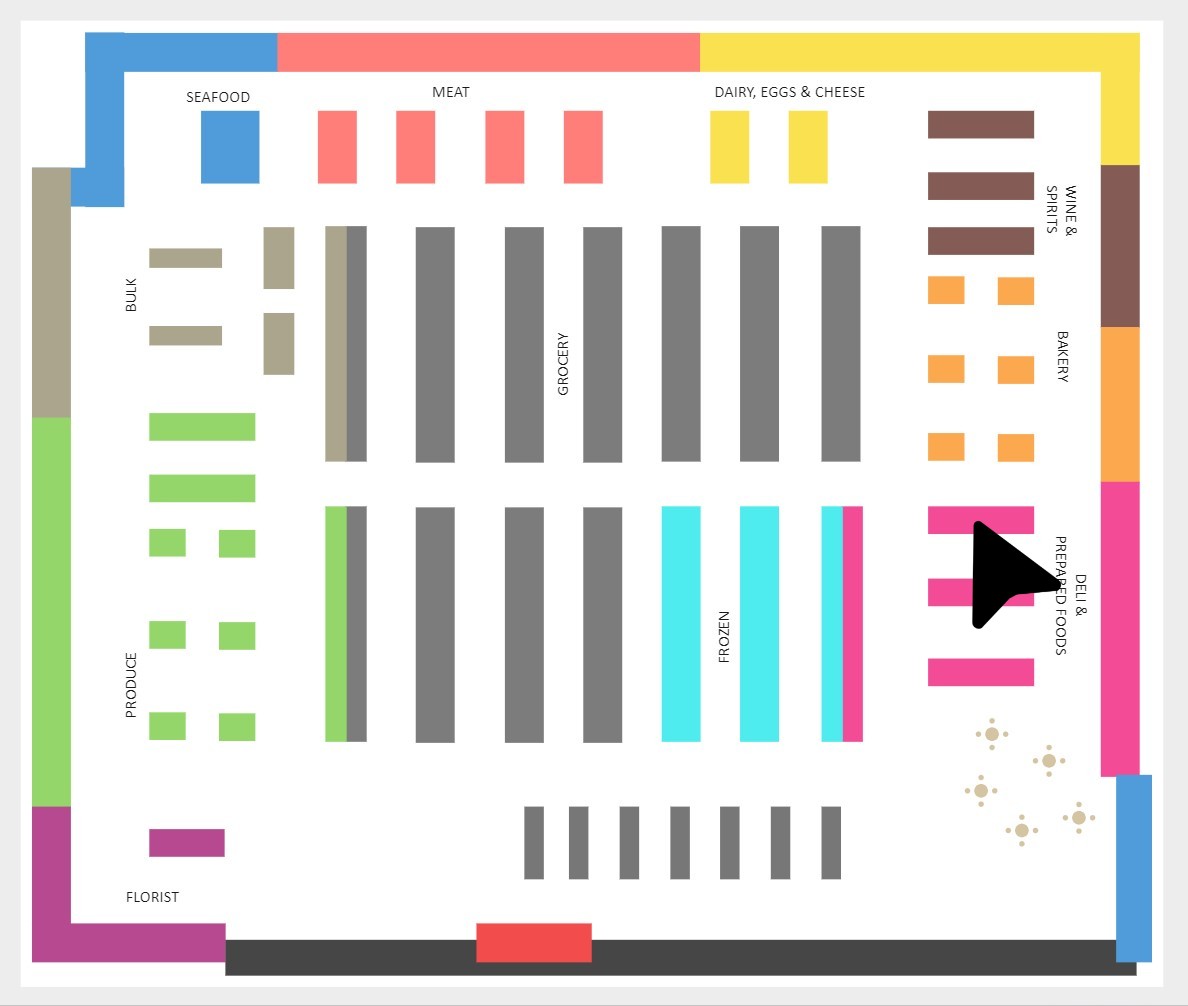 SEAFOOD
MEAT
DAIRY, EGGS & CHEESE
WINE &
SPIRITS
BULK
GROCERY
BAKERY
DELI &
PREPARED FOODS
FROZEN
PRODUCE
FLORIST